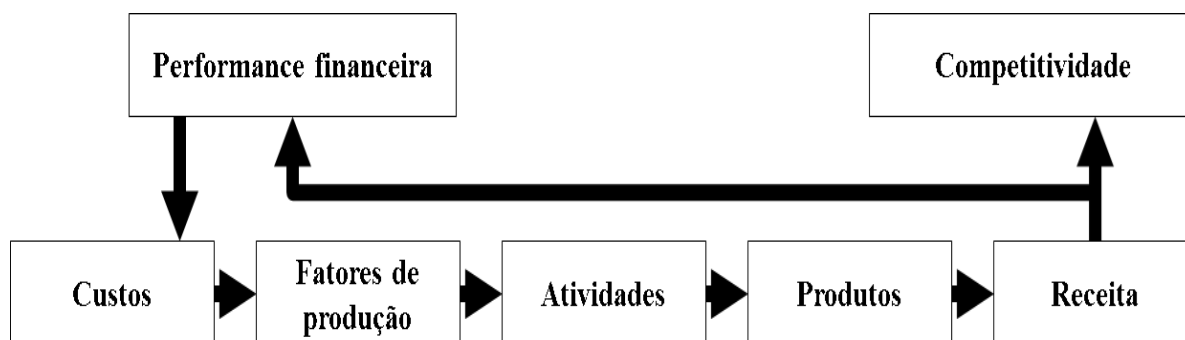 Performance financeira
Competitividade
Custos
Fatores de
produção
Atividades
Produtos
Receita